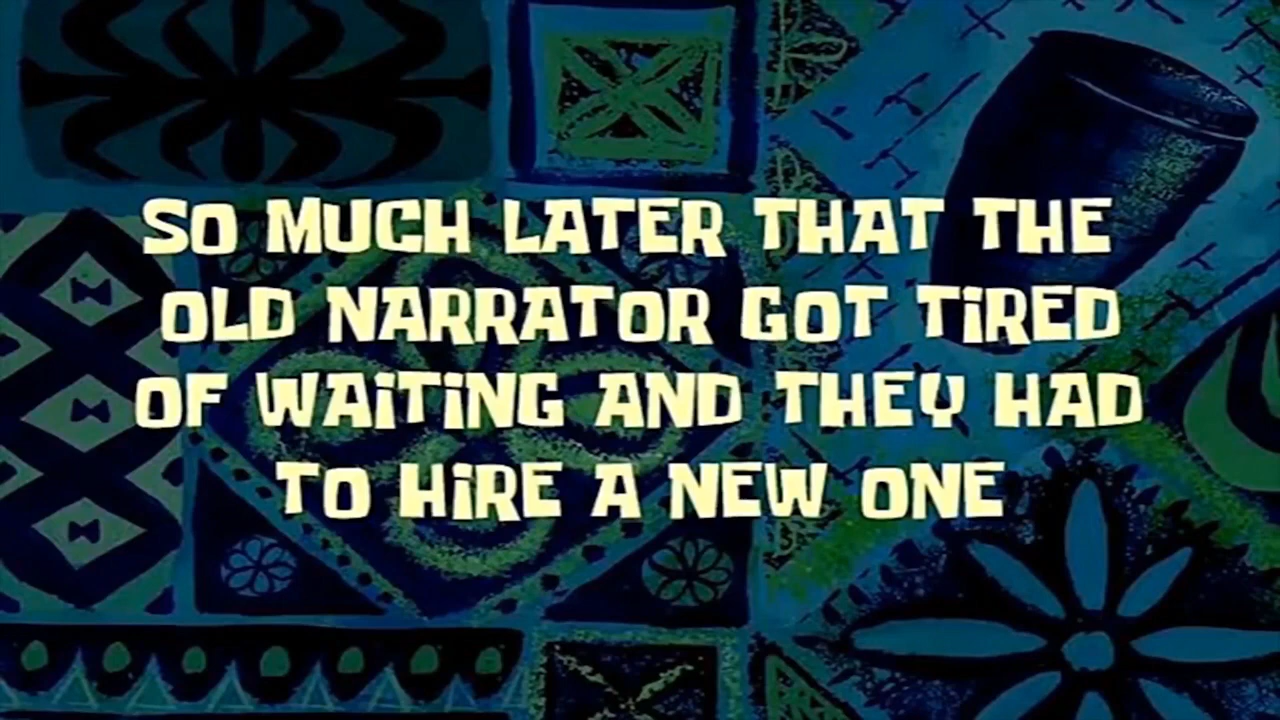 SO MUCH LATER THAT THE
OLD NARRATOR GOT TiRED
OF WAiTiNG AND THEY HAD
TO HiRE A NEW ONE